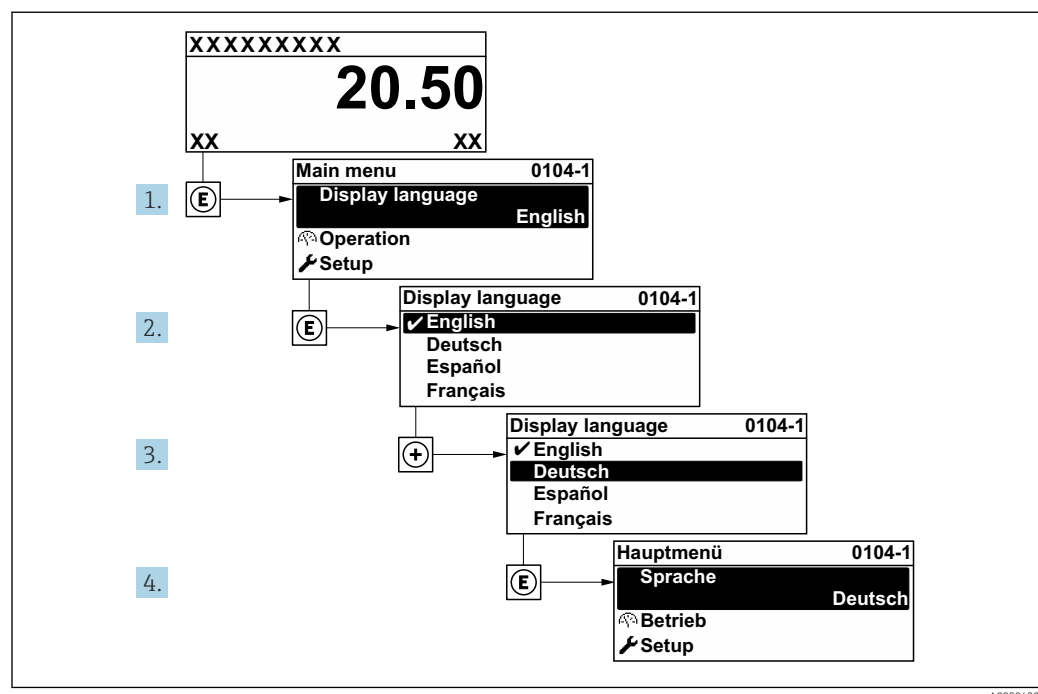 XXXXXXXXX
20.50
XX XX
1. E
Main menu 0104-1
Display language
English
Operation
Setup
2. E
Display language 0104-1
✔ English
Deutsch
Español
Français
3. +
Display language 0104-1
✔ English
Deutsch
Español
Français
4. E
Hauptmenü 0104-1
Sprache
Deutsch
Betrieb
Setup